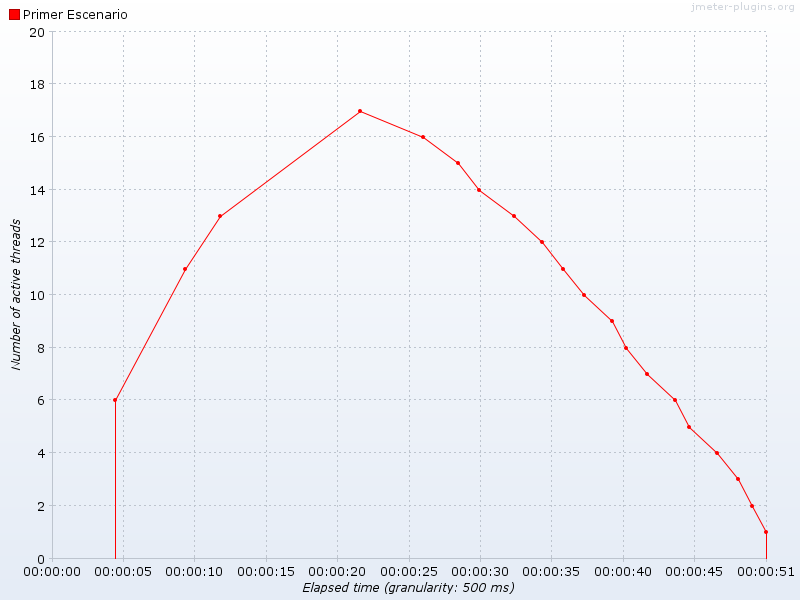 jmeter-plugins.org
Primer Escenario
20
18
16
14
12
10
8
6
4
2
0
Number of active threads
00:00:00 00:00:05 00:00:10 00:00:15 00:00:20 00:00:25 00:00:30 00:00:35 00:00:40 00:00:45 00:00:51
Elapsed time (granularity: 500 ms)